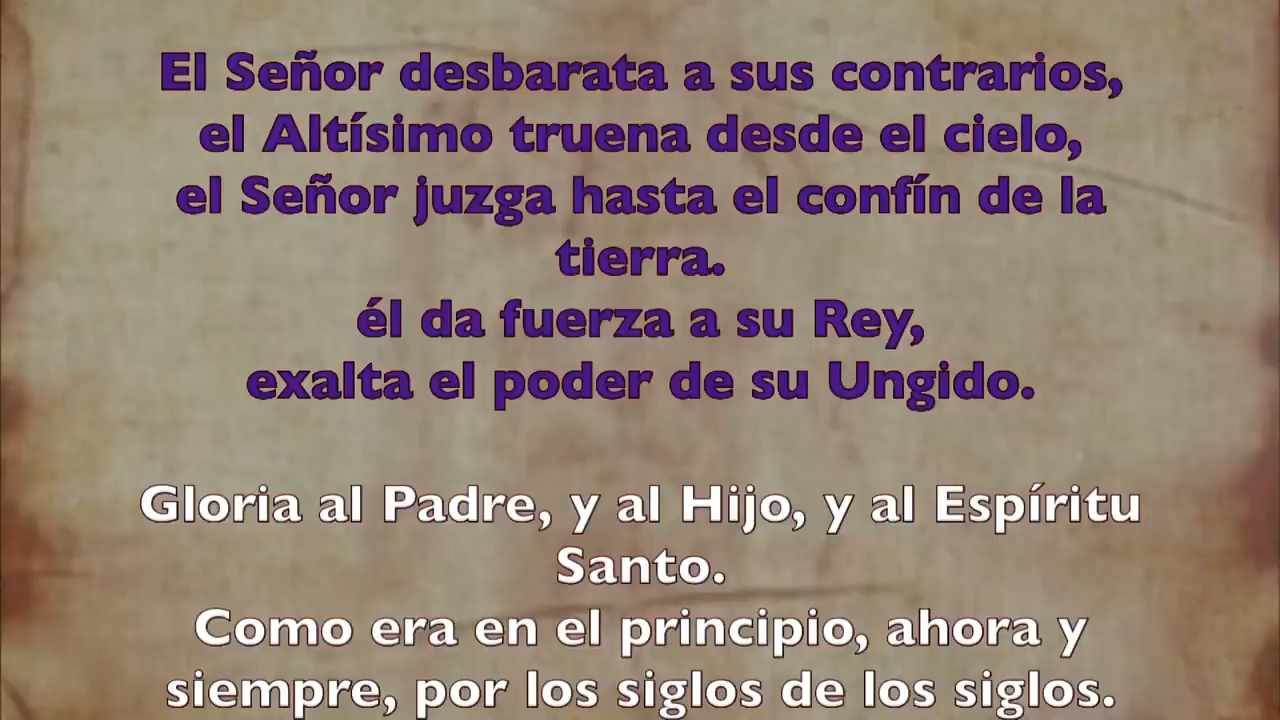 El Señor desbarata a sus contrarios,
el Altísimo truena desde el cielo,
el Señor juzga hasta el confín de la
tierra.
él da fuerza a su Rey,
exalta el poder de su Ungido.
Gloria al Padre, y al Hijo, y al Espíritu
Santo.
Como era en el principio, ahora y
siempre, por los siglos de los siglos.